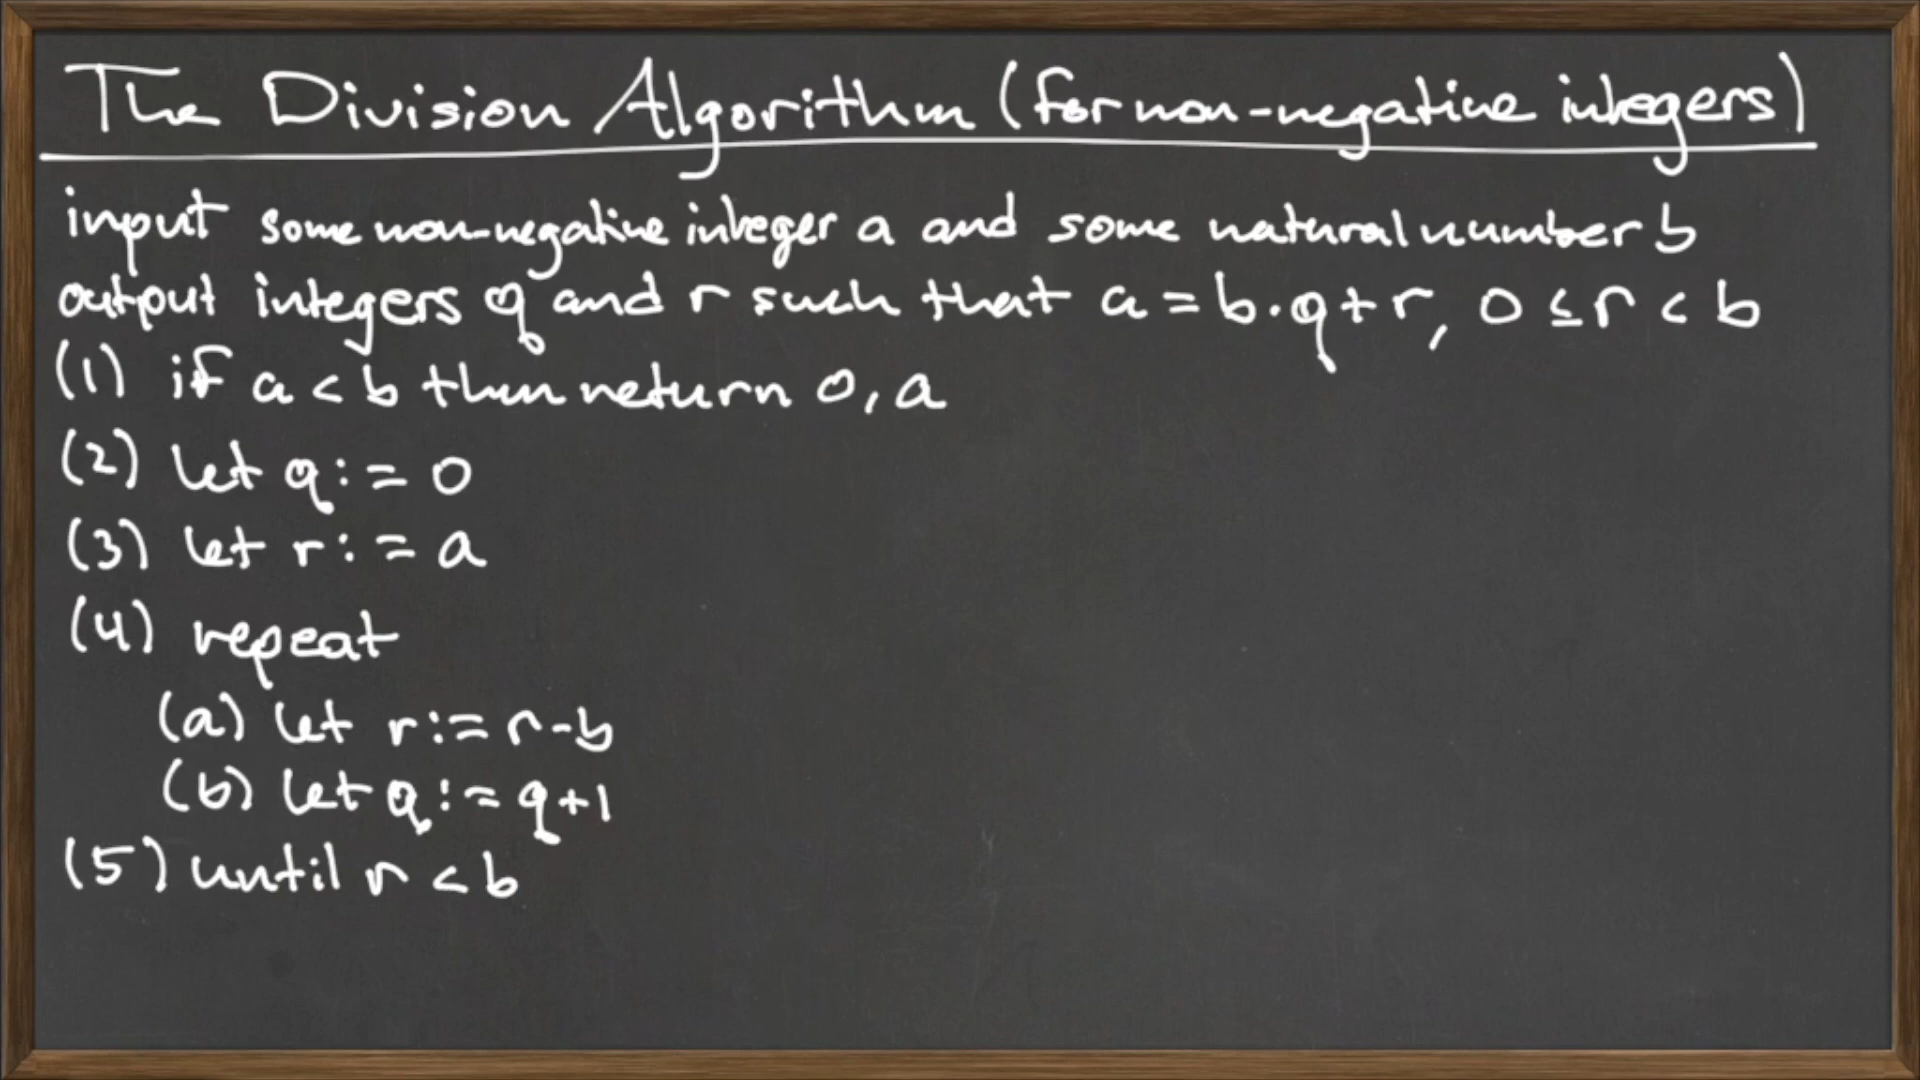 The Division Algorithm (for non-negative integers)
input some non-negative integer a and some natural number b
output integers q and r such that a = b·q+r, 0 ≤ r < b
(1) if a < b then return 0, a
(2) let q := 0
(3) let r := a
(4) repeat
(a) let r := r-b
(b) let q := q+1
(5) until r < b